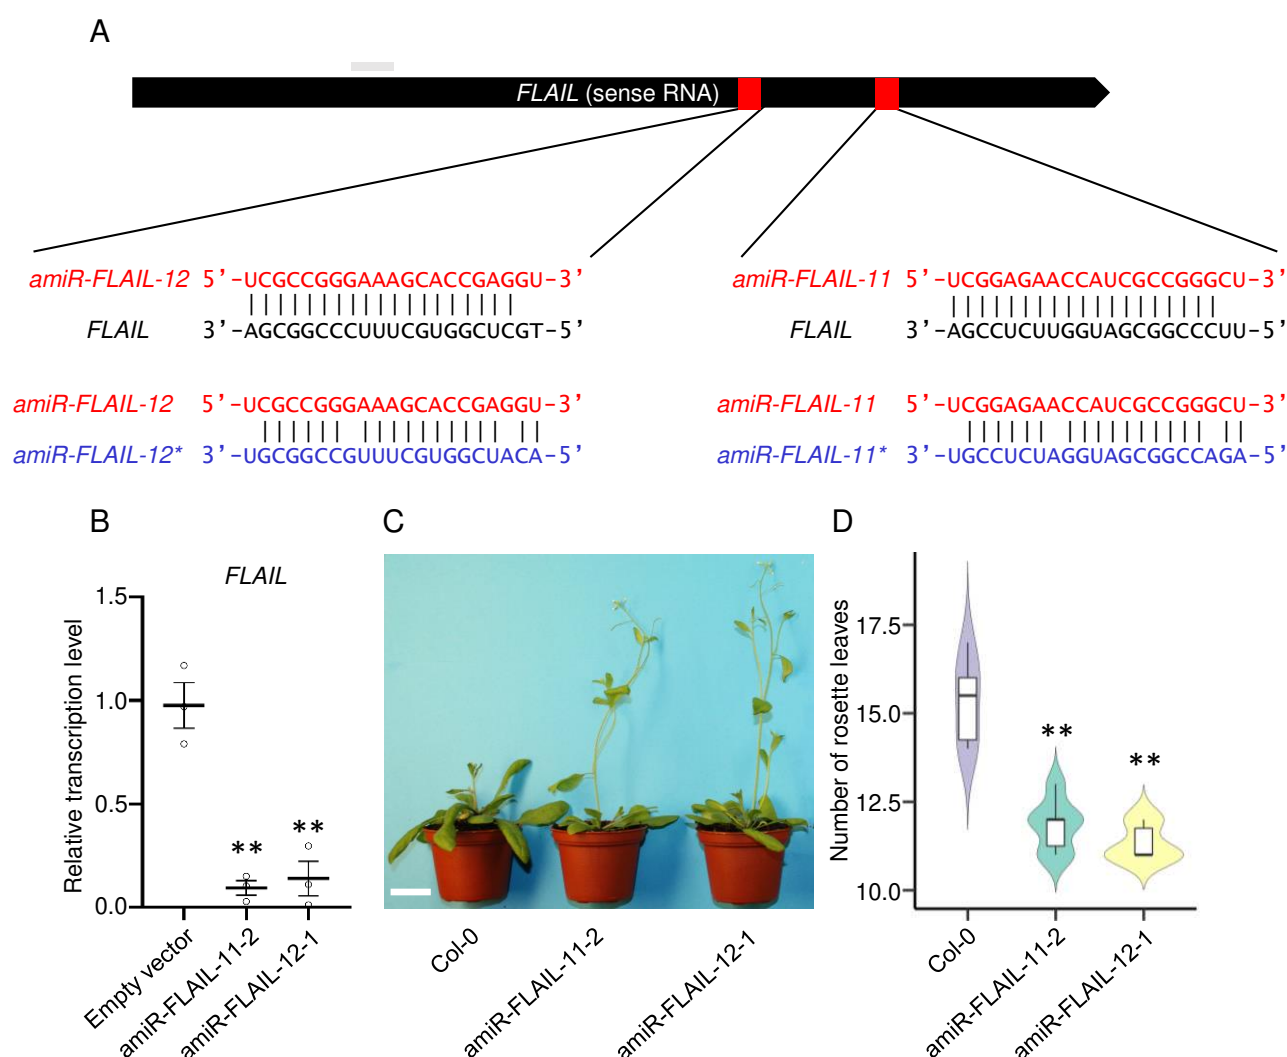 A
FLAIL (sense RNA)
amiR-FLAIL-12 5’-UCGCCGGGAAAGCACCGAGGU-3’
FLAIL 3’-AGCGGCCCUUUCGUGGCUCGT-5’
amiR-FLAIL-12 5’-UCGCCGGGAAAGCACCGAGGU-3’
amiR-FLAIL-12* 3’-UGCGGCCGUUUCGUGGCUACA-5’
amiR-FLAIL-11 5’-UCGGAGAACCAUCGCCGGGCU-3’
FLAIL 3’-AGCCUCUUGGUAGCGGCCCUU-5’
amiR-FLAIL-11 5’-UCGGAGAACCAUCGCCGGGCU-3’
amiR-FLAIL-11* 3’-UGCCUCUAGGUAGCGGCCAGA-5’
B
FLAIL
Relative transcription level
1.5
1.0
0.5
0.0
**
**
Empty vector
amiR-FLAIL-11-2
amiR-FLAIL-12-1
C
Col-0
amiR-FLAIL-11-2
amiR-FLAIL-12-1
D
Number of rosette leaves
17.5
15.0
12.5
10.0
**
**
Col-0
amiR-FLAIL-11-2
amiR-FLAIL-12-1